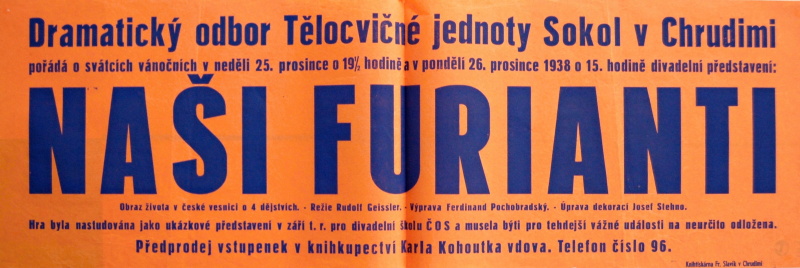 Dramatický odbor Tělocvičné jednoty Sokol v Chrudimi
pořádá o svátcích vánočních v neděli 25. prosince o 19½ hodině a v pondělí 26. prosince 1938 o 15. hodině divadelní představení:
NAŠI FURIANTI
Obraz života v české vesnici o 4 dějstvích. - Režie Rudolf Geissler. - Výprava Ferdinand Pochobradský. - Úprava dekorací Josef Stehno.
Hra byla nastudována jako ukázkové představení v září t. r. pro divadelní školu ČOS a musela býti pro tehdejší vážné události na neurčito odložena.
Předprodej vstupenek v knihkupectví Karla Kohoutka vdova. Telefon číslo 96.
Knihtiskárna Fr. Slavík v Chrudimi